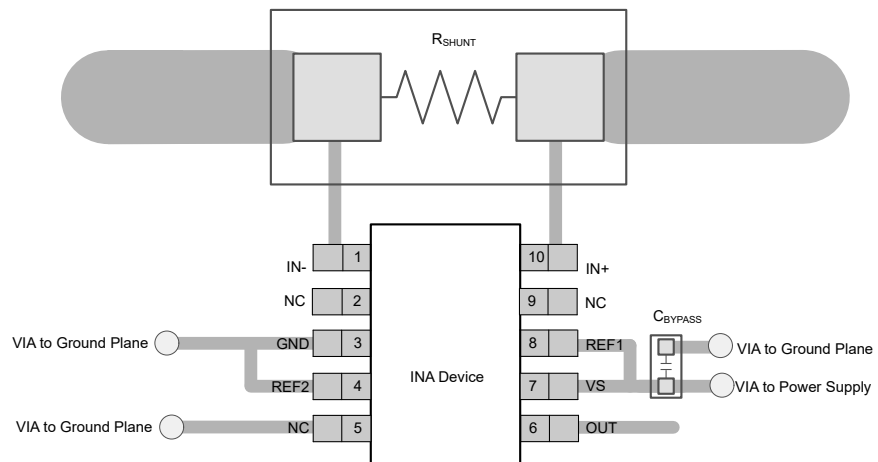 RSHUNT
1
10
IN-
IN+
NC
2
9
NC
CBYPASS
VIA to Ground Plane
GND
3
8
REF1
VIA to Ground Plane
INA Device
REF2
4
7
VS
VIA to Power Supply
VIA to Ground Plane
NC
5
6
OUT